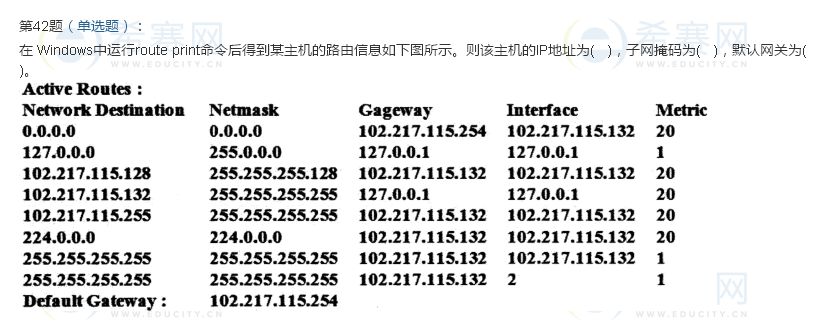 第42题（单选题）：
在 Windows中运行route print命令后得到某主机的路由信息如下图所示。则该主机的IP地址为(　)，子网掩码为(　)，默认网关为(
)。
Active Routes :
Network Destination Netmask Gageway Interface Metric
0.0.0.0 0.0.0.0 102.217.115.254 102.217.115.132 20
127.0.0.0 255.0.0.0 127.0.0.1 127.0.0.1 1
102.217.115.128 255.255.255.128 102.217.115.132 102.217.115.132 20
102.217.115.132 255.255.255.255 127.0.0.1 127.0.0.1 20
102.217.115.255 255.255.255.255 102.217.115.132 102.217.115.132 20
224.0.0.0 224.0.0.0 102.217.115.132 102.217.115.132 20
255.255.255.255 255.255.255.255 102.217.115.132 102.217.115.132 1
255.255.255.255 255.255.255.255 102.217.115.132 2 1
Default Gateway : 102.217.115.254
希赛网
WWW.EDUCITY.CN